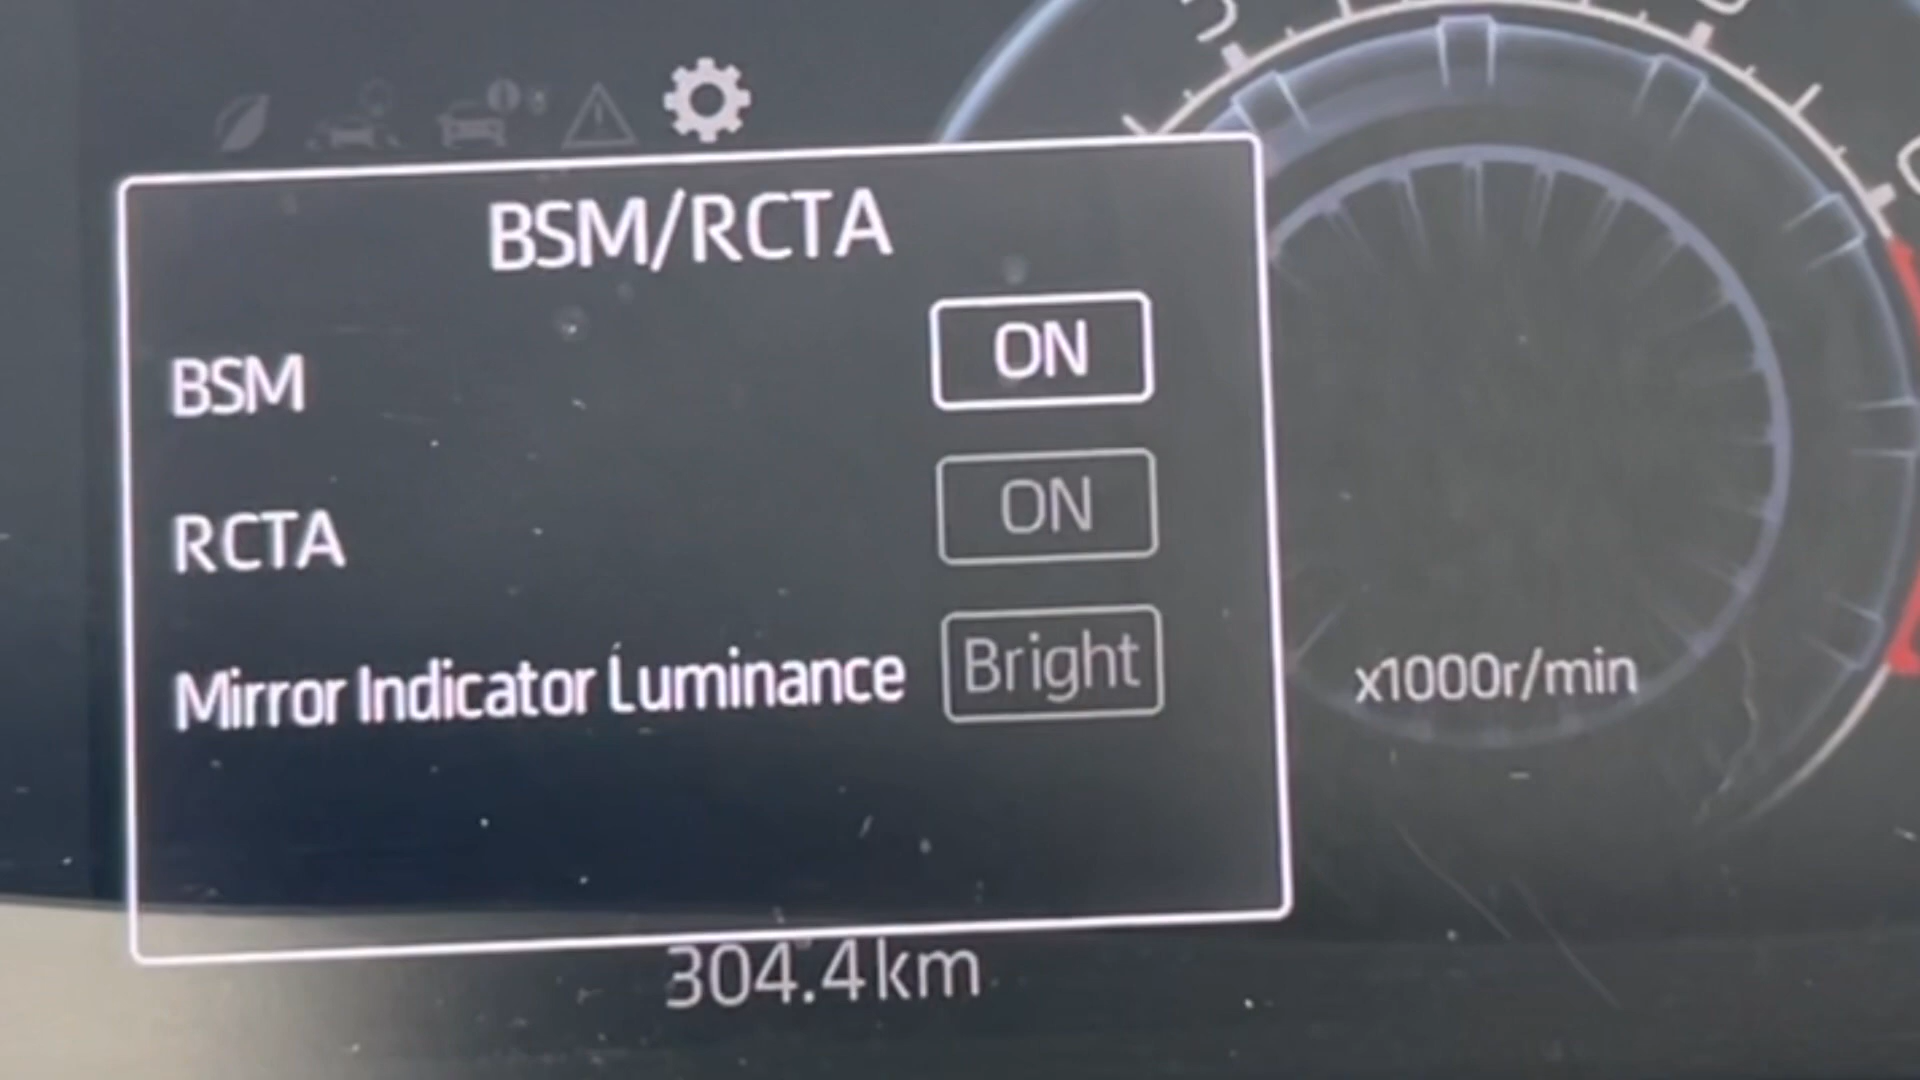 BSM/RCTA
BSM ON
RCTA ON
Mirror Indicator Luminance Bright
x1000r/min
304.4km